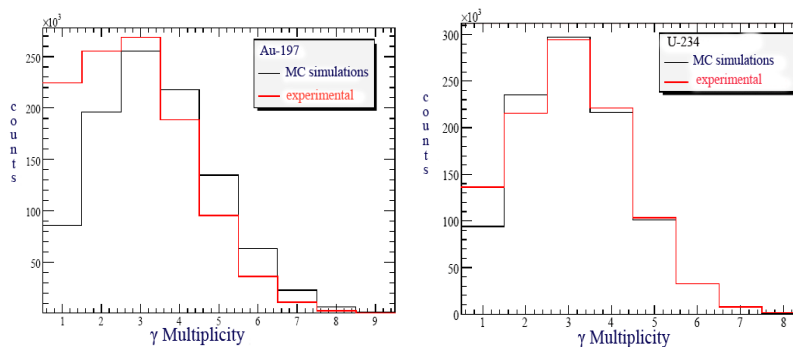 ×10³
250
200
150
100
50
counts
Au-197
MC simulations
experimental
1 2 3 4 5 6 7 8 9
γ Multiplicity
×10³
300
250
200
150
100
50
0
counts
U-234
MC simulations
experimental
1 2 3 4 5 6 7 8
γ Multiplicity